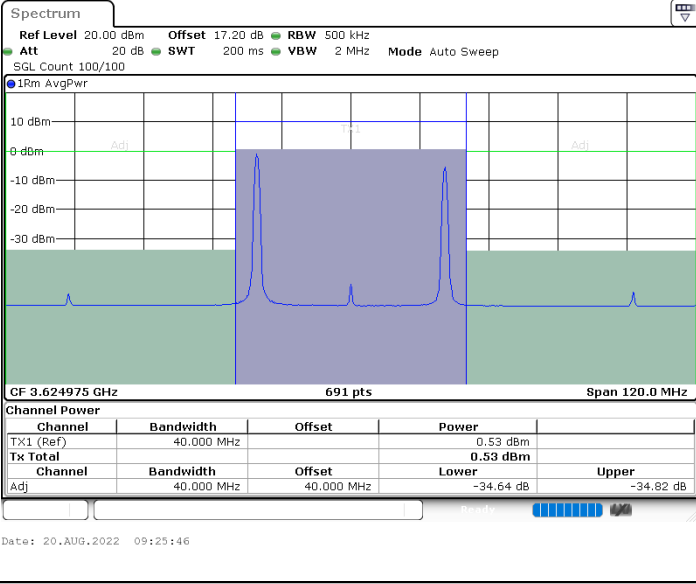 Spectrum
Ref Level 20.00 dBm Offset 17.20 dB RBW 500 kHz
Att 20 dB SWT 200 ms VBW 2 MHz Mode Auto Sweep
SGL Count 100/100
1Rm AvgPwr
10 dBm
Tx1
0 dBm
Adj Adj
-10 dBm
-20 dBm
-30 dBm
CF 3.624975 GHz 691 pts Span 120.0 MHz
Channel Power
Channel Bandwidth Offset Power
TX1 (Ref) 40.000 MHz 0.53 dBm
Tx Total 0.53 dBm
Channel Bandwidth Offset Lower Upper
Adj 40.000 MHz 40.000 MHz -34.64 dB -34.82 dB
Ready
Date: 20.AUG.2022 09:25:46